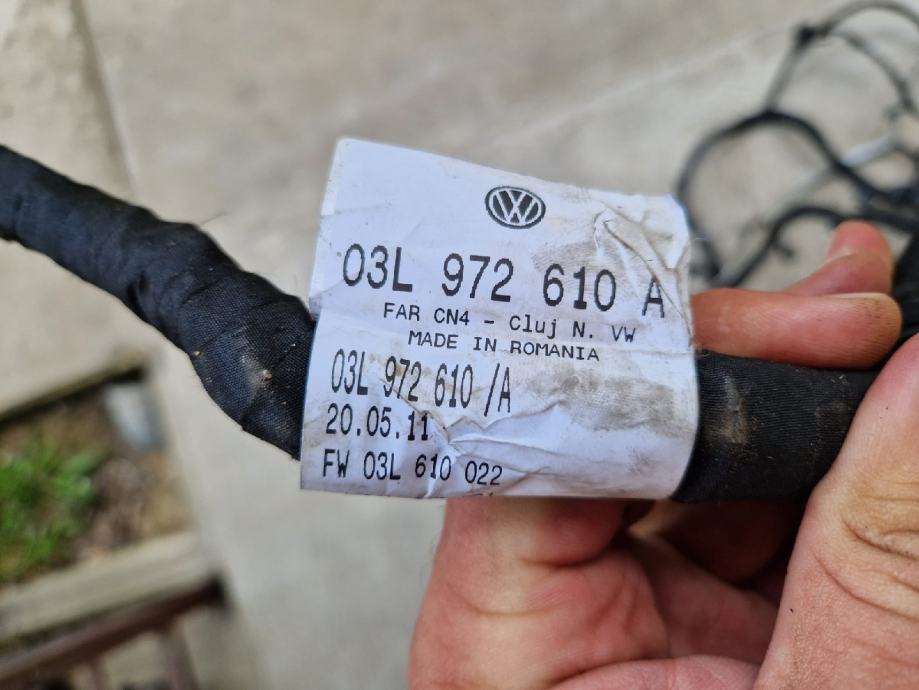 03L 972 610 A
FAR CN4 - Cluj N. VW
MADE IN ROMANIA
03L 972 610 /A
20.05.11
FW 03L 610 022